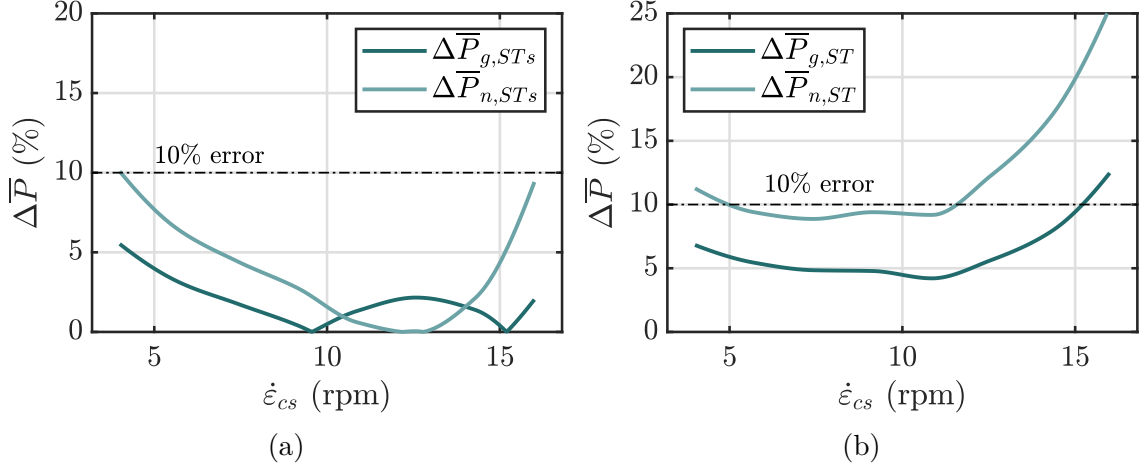 20
15
10
5
0
5
10
15
ΔP̅ (%)
ε̇cs (rpm)
ΔP̅g,STs
ΔP̅n,STs
10% error
(a)
25
20
15
10
5
0
5
10
15
ΔP̅ (%)
ε̇cs (rpm)
ΔP̅g,ST
ΔP̅n,ST
10% error
(b)